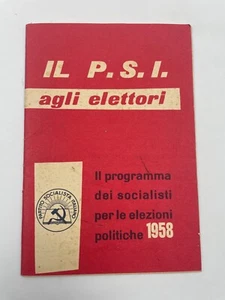 IL P.S.I.
agli elettori
Il programma
dei socialisti
per le elezioni
politiche 1958
PARTITO SOCIALISTA ITALIANO